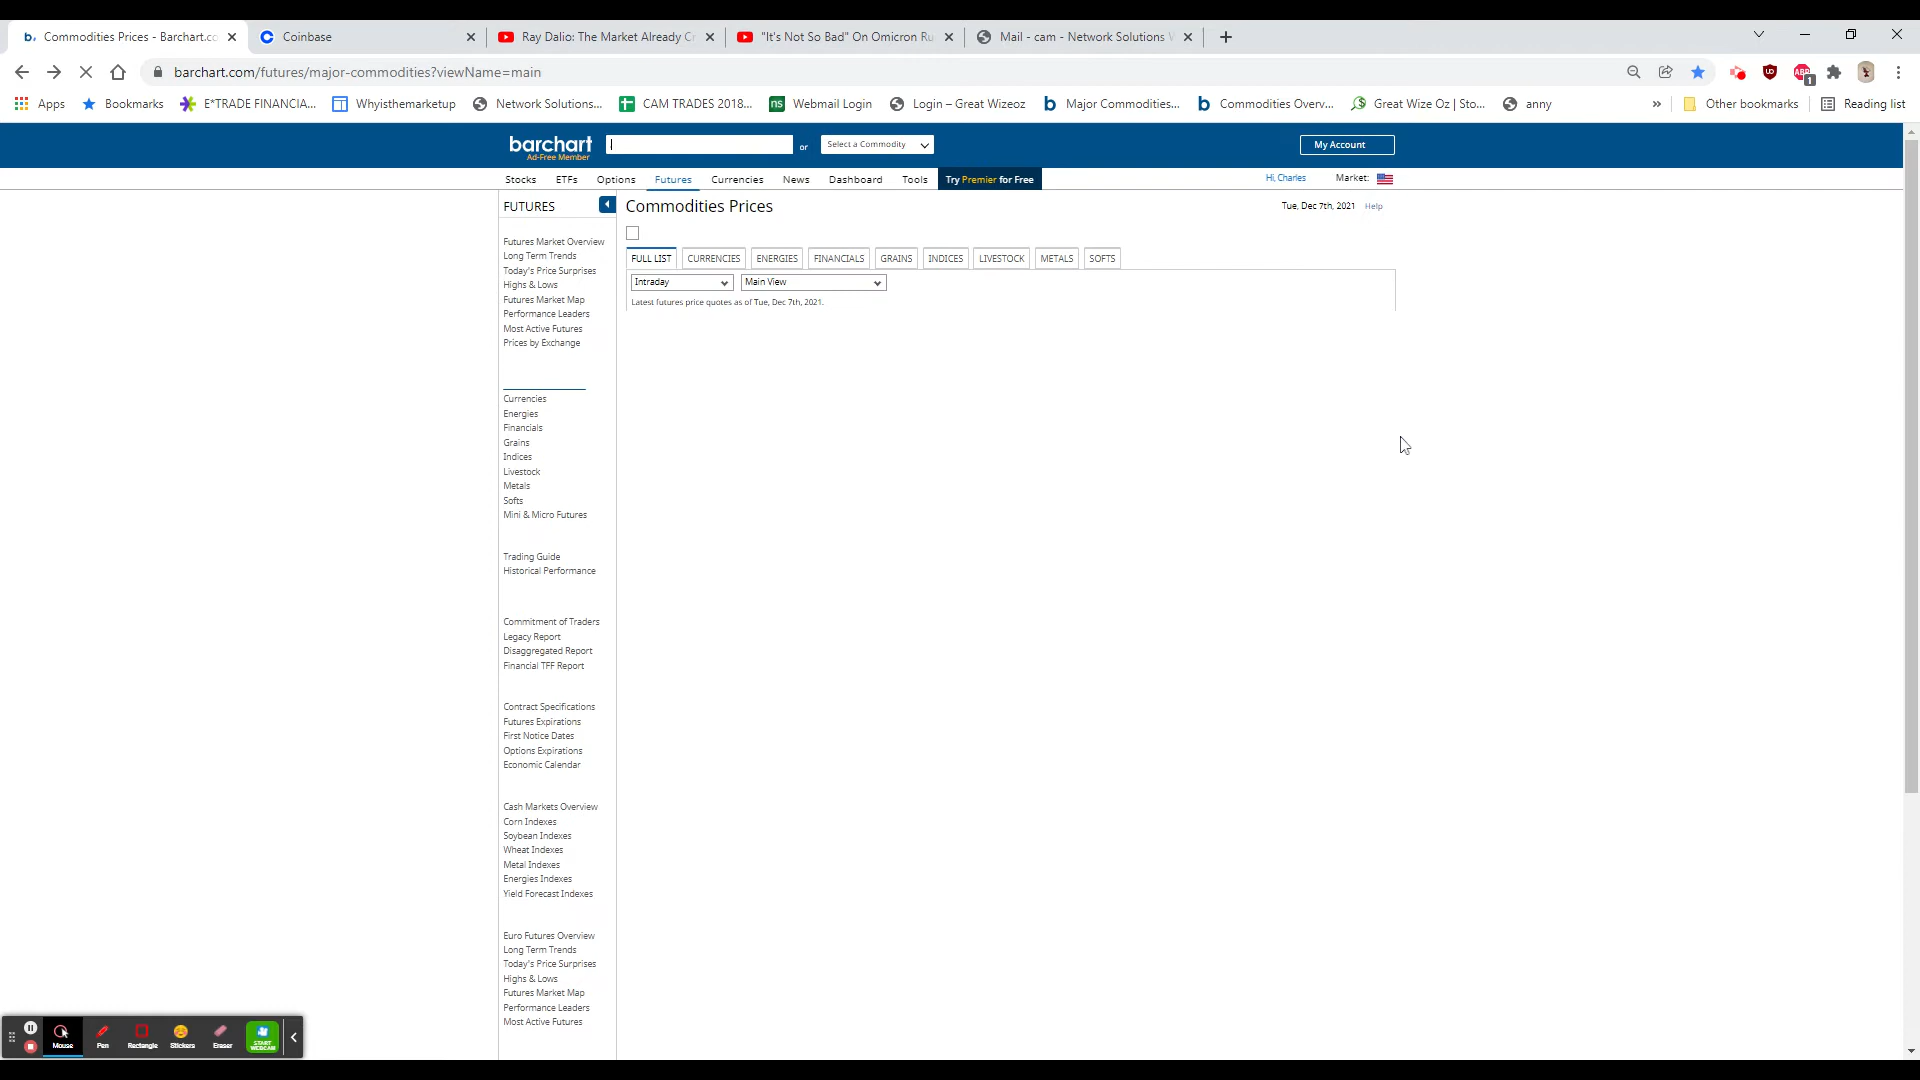 b. Commodities Prices - Barchart.co
Coinbase
Ray Dalio: The Market Already Cr
"It's Not So Bad" On Omicron Ru
Mail - cam - Network Solutions W
barchart.com/futures/major-commodities?viewName=main
Apps
Bookmarks
E*TRADE FINANCIA...
Whyisthemarketup
Network Solutions...
CAM TRADES 2018...
ns Webmail Login
Login – Great Wizeoz
b Major Commodities...
b Commodities Overv...
Great Wize Oz | Sto...
anny
»
Other bookmarks
Reading list
barchart
Ad-Free Member
or
Select a Commodity
My Account
Stocks
ETFs
Options
Futures
Currencies
News
Dashboard
Tools
Try Premier for Free
Hi, Charles
Market:
FUTURES
Commodities Prices
Tue, Dec 7th, 2021
Help
Futures Market Overview
Long Term Trends
Today's Price Surprises
Highs & Lows
Futures Market Map
Performance Leaders
Most Active Futures
Prices by Exchange
FULL LIST
CURRENCIES
ENERGIES
FINANCIALS
GRAINS
INDICES
LIVESTOCK
METALS
SOFTS
Intraday
Main View
Latest futures price quotes as of Tue, Dec 7th, 2021.
Currencies
Energies
Financials
Grains
Indices
Livestock
Metals
Softs
Mini & Micro Futures
Trading Guide
Historical Performance
Commitment of Traders
Legacy Report
Disaggregated Report
Financial TFF Report
Contract Specifications
Futures Expirations
First Notice Dates
Options Expirations
Economic Calendar
Cash Markets Overview
Corn Indexes
Soybean Indexes
Wheat Indexes
Metal Indexes
Energies Indexes
Yield Forecast Indexes
Euro Futures Overview
Long Term Trends
Today's Price Surprises
Highs & Lows
Futures Market Map
Performance Leaders
Most Active Futures
Mouse
Pen
Rectangle
Stickers
Eraser
START
WEBCAM